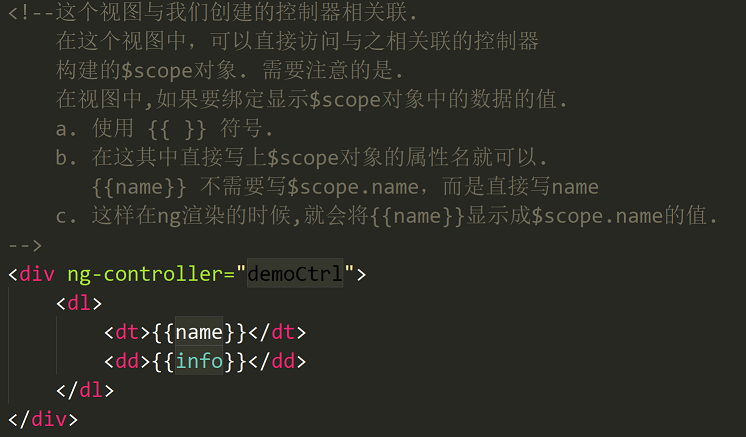 <!--这个视图与我们创建的控制器相关联.
在这个视图中，可以直接访问与之相关联的控制器
构建的$scope对象. 需要注意的是.
在视图中,如果要绑定显示$scope对象中的数据的值.
a. 使用 {{ }} 符号.
b. 在这其中直接写上$scope对象的属性名就可以.
{{name}} 不需要写$scope.name，而是直接写name
c. 这样在ng渲染的时候,就会将{{name}}显示成$scope.name的值.
-->
<div ng-controller="demoCtrl">
<dl>
<dt>{{name}}</dt>
<dd>{{info}}</dd>
</dl>
</div>